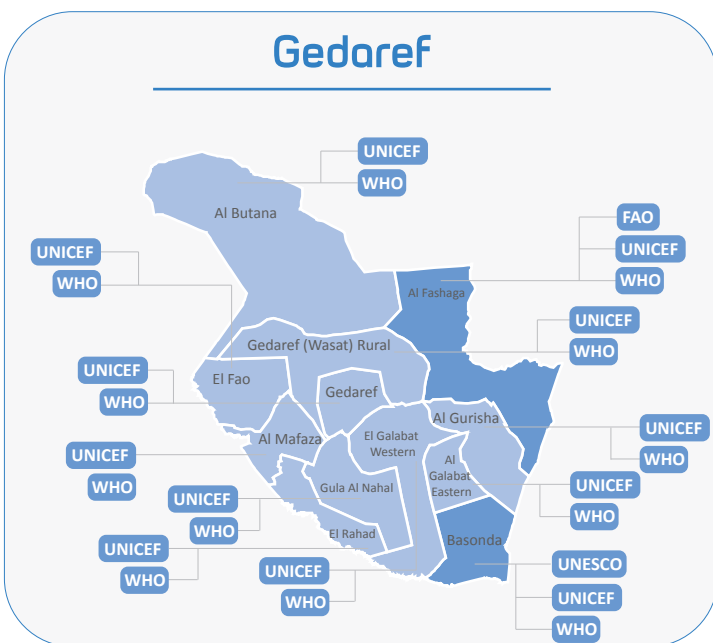 Gedaref
UNICEF
WHO
Al Butana
FAO
UNICEF
WHO
UNICEF
WHO
Al Fashaga
UNICEF
WHO
Gedaref (Wasat) Rural
El Fao
UNICEF
WHO
Gedaref
Al Gurisha
UNICEF
WHO
Al Mafaza
El Galabat
Western
UNICEF
WHO
Al
Galabat
Eastern
Gula Al Nahal
UNICEF
WHO
UNICEF
WHO
El Rahad
Basonda
UNICEF
WHO
UNICEF
WHO
UNESCO
UNICEF
WHO